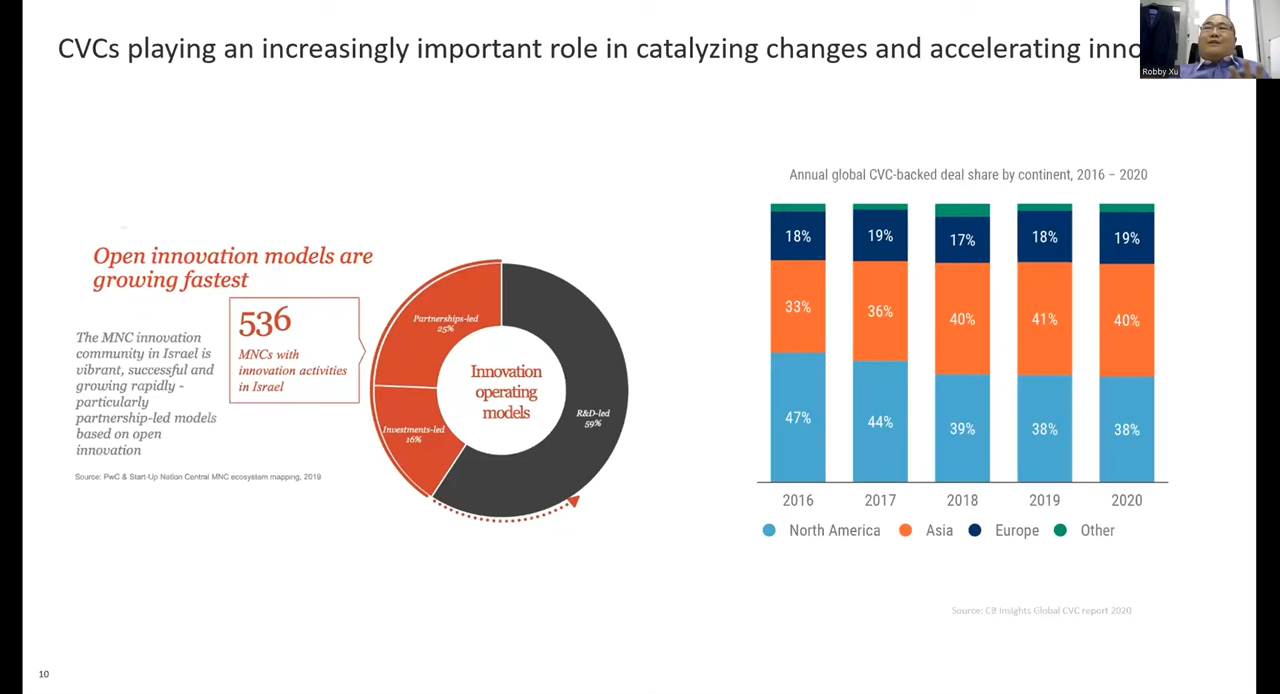 CVCs playing an increasingly important role in catalyzing changes and accelerating inno
Robby Xu
Open innovation models are
growing fastest
536
MNCs with
innovation activities
in Israel
The MNC innovation
community in Israel is
vibrant, successful and
growing rapidly -
particularly
partnership-led models
based on open
innovation
Source: PwC & Start-Up Nation Central MNC ecosystem mapping, 2019
Partnerships-led
25%
Innovation
operating
models
R&D-led
59%
Investments-led
16%
Annual global CVC-backed deal share by continent, 2016 – 2020
18% 19% 17% 18% 19%
33% 36% 40% 41% 40%
47% 44% 39% 38% 38%
2016 2017 2018 2019 2020
North America Asia Europe Other
Source: CB Insights Global CVC report 2020
10